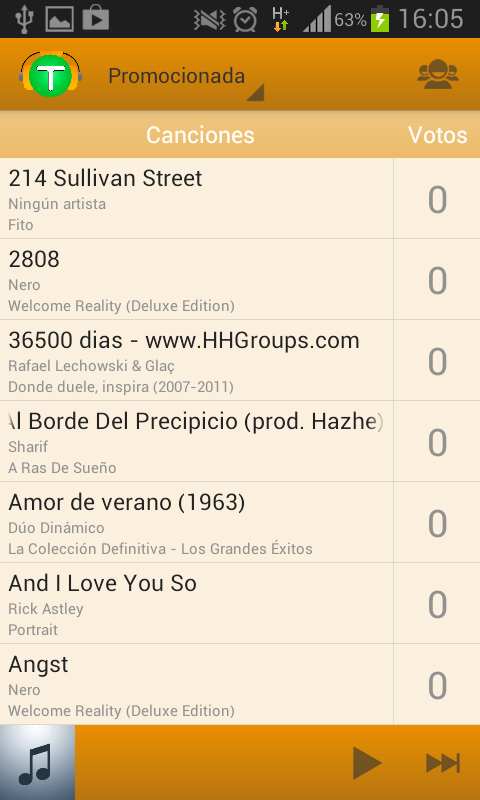 H+ 63% 16:05
T Promocionada
Canciones Votos
214 Sullivan Street
Ningún artista
Fito
0
2808
Nero
Welcome Reality (Deluxe Edition)
0
36500 dias - www.HHGroups.com
Rafael Lechowski & Glaç
Donde duele, inspira (2007-2011)
0
Al Borde Del Precipicio (prod. Hazhe)
Sharif
A Ras De Sueño
0
Amor de verano (1963)
Dúo Dinámico
La Colección Definitiva - Los Grandes Éxitos
0
And I Love You So
Rick Astley
Portrait
0
Angst
Nero
Welcome Reality (Deluxe Edition)
0